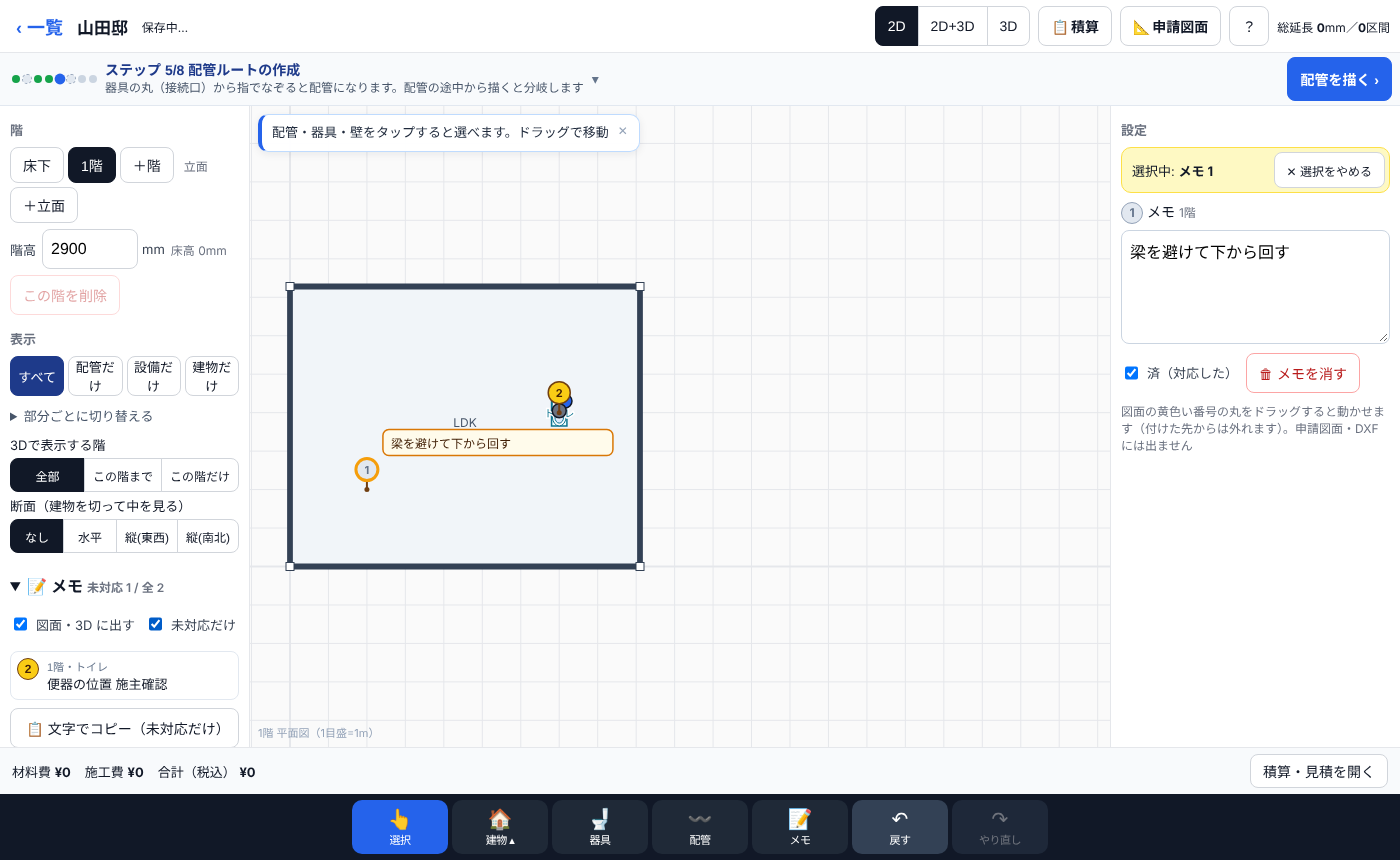 ‹ 一覧 山田邸 保存中...
2D 2D+3D 3D 📋積算 📐申請図面 ? 総延長 0mm／0区間
ステップ 5/8 配管ルートの作成
器具の丸（接続口）から指でなぞると配管になります。配管の途中から描くと分岐します ▼
配管を描く ›
階
床下 1階 ＋階 立面
＋立面
階高 2900 mm 床高 0mm
この階を削除
表示
すべて 配管だけ 設備だけ 建物だけ
▶ 部分ごとに切り替える
3Dで表示する階
全部 この階まで この階だけ
断面（建物を切って中を見る）
なし 水平 縦(東西) 縦(南北)
▼ 📝 メモ 未対応 1 / 全 2
図面・3D に出す 未対応だけ
2 1階・トイレ
便器の位置 施主確認
📋 文字でコピー（未対応だけ）
配管・器具・壁をタップすると選べます。ドラッグで移動 ×
2
LDK
梁を避けて下から回す
1
1階 平面図（1目盛=1m）
設定
選択中: メモ 1 ✕ 選択をやめる
1 メモ 1階
梁を避けて下から回す
済（対応した） 🗑 メモを消す
図面の黄色い番号の丸をドラッグすると動かせま
す（付けた先からは外れます）。申請図面・DXF
には出ません
材料費 ¥0 施工費 ¥0 合計（税込） ¥0
積算・見積を開く
選択 建物▲ 器具 配管 メモ 戻す やり直し